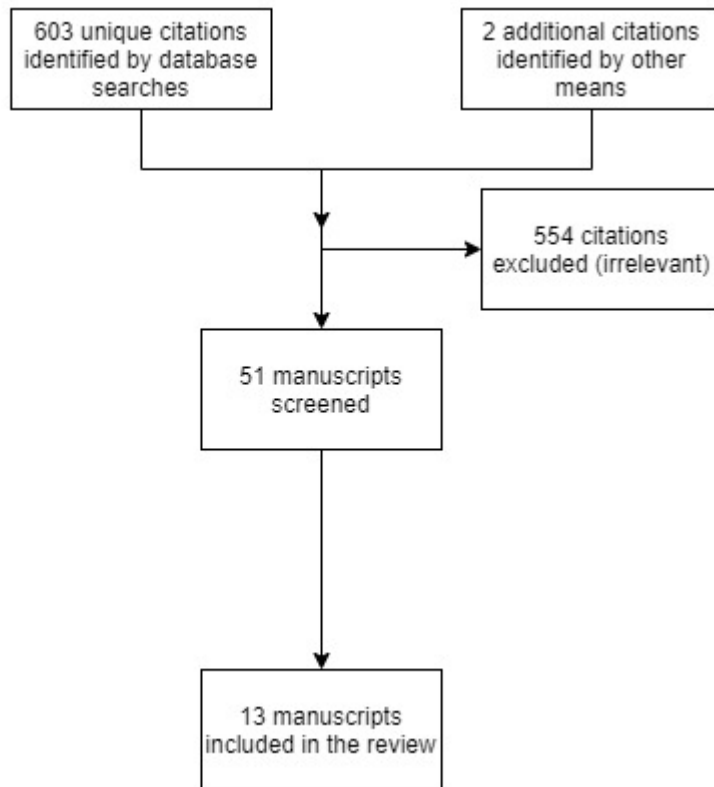 603 unique citations
identified by database
searches
2 additional citations
identified by other
means
554 citations
excluded (irrelevant)
51 manuscripts
screened
13 manuscripts
included in the review